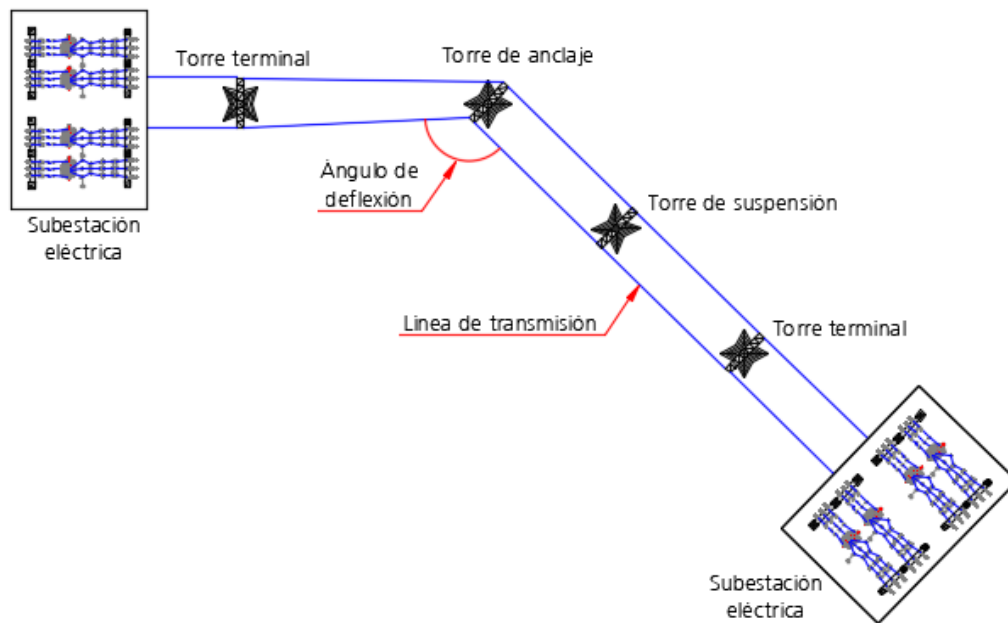 Torre terminal
Torre de anclaje
Ángulo de
deflexión
Subestación
eléctrica
Torre de suspensión
Linea de transmisión
Torre terminal
Subestación
eléctrica